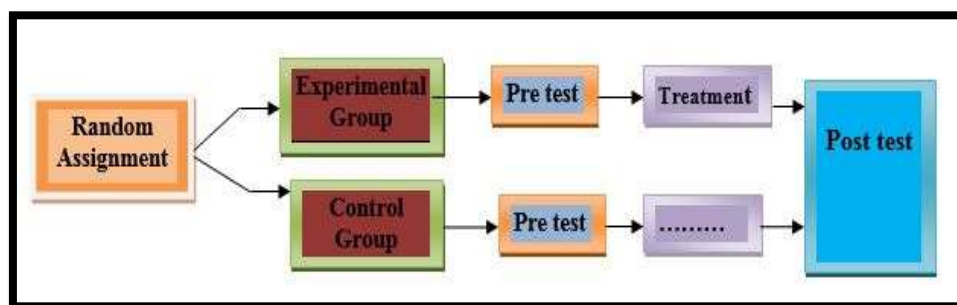 Random
Assignment
Experimental
Group
Pre test
Treatment
Control
Group
Pre test
.........
Post test